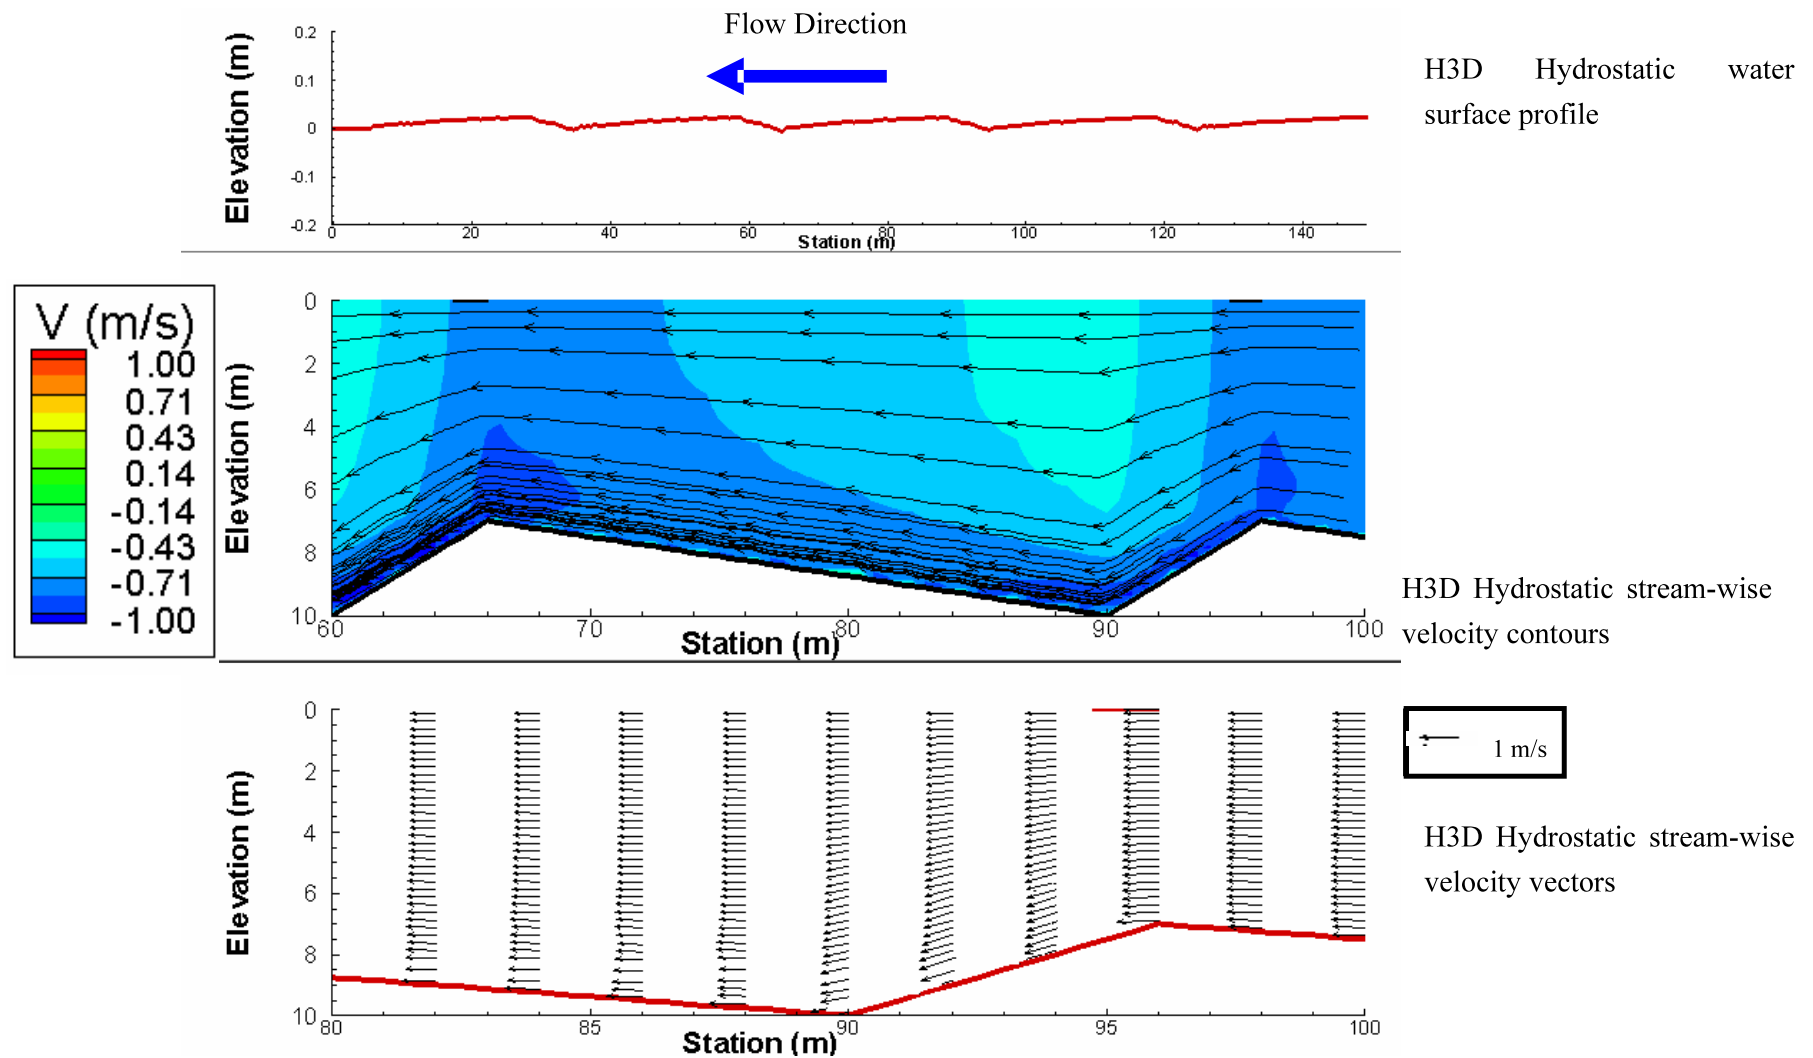 Flow Direction
0.2
0.1
0
-0.1
-0.2
Elevation (m)
0 20 40 60 80 100 120 140
Station (m)
H3D Hydrostatic water
surface profile
V (m/s)
1.00
0.71
0.43
0.14
-0.14
-0.43
-0.71
-1.00
0
2
4
6
8
10
Elevation (m)
60 70 80 90 100
Station (m)
H3D Hydrostatic stream-wise
velocity contours
0
2
4
6
8
10
Elevation (m)
80 85 90 95 100
Station (m)
1 m/s
H3D Hydrostatic stream-wise
velocity vectors